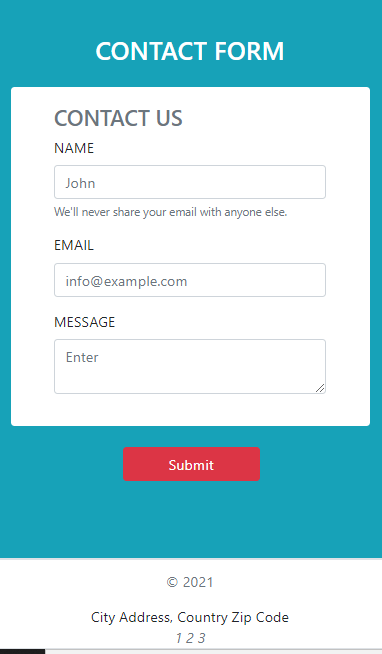 CONTACT FORM
CONTACT US
NAME
John
We'll never share your email with anyone else.
EMAIL
info@example.com
MESSAGE
Enter
Submit
© 2021
City Address, Country Zip Code
1 2 3